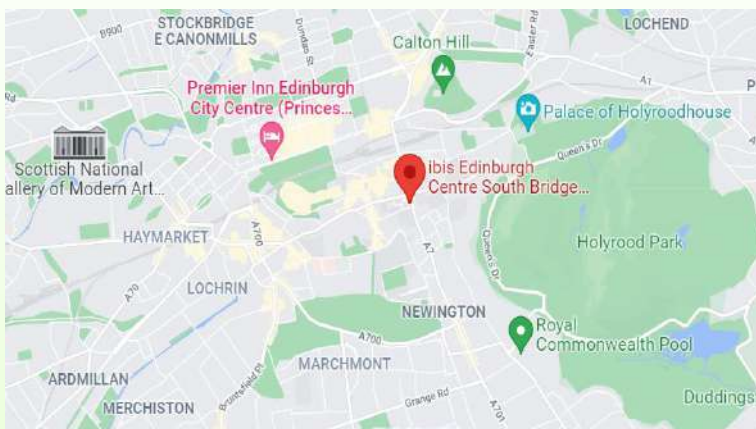 STOCKBRIDGE
E CANONMILLS
B900
Dundas St
Easter Rd
LOCHEND
Calton Hill
A1
Premier Inn Edinburgh
City Centre (Princes...
Palace of Holyroodhouse
Queen's Dr
Scottish National
allery of Modern Art...
ibis Edinburgh
Centre South Bridge...
HAYMARKET
A700
A7
Queen's Dr
Holyrood Park
A70
LOCHRIN
NEWINGTON
A700
Royal
Commonwealth Pool
MARCHMONT
ARDMILLAN
Bruntsfield Pl
Grange Rd
A701
MERCHISTON
Duddings